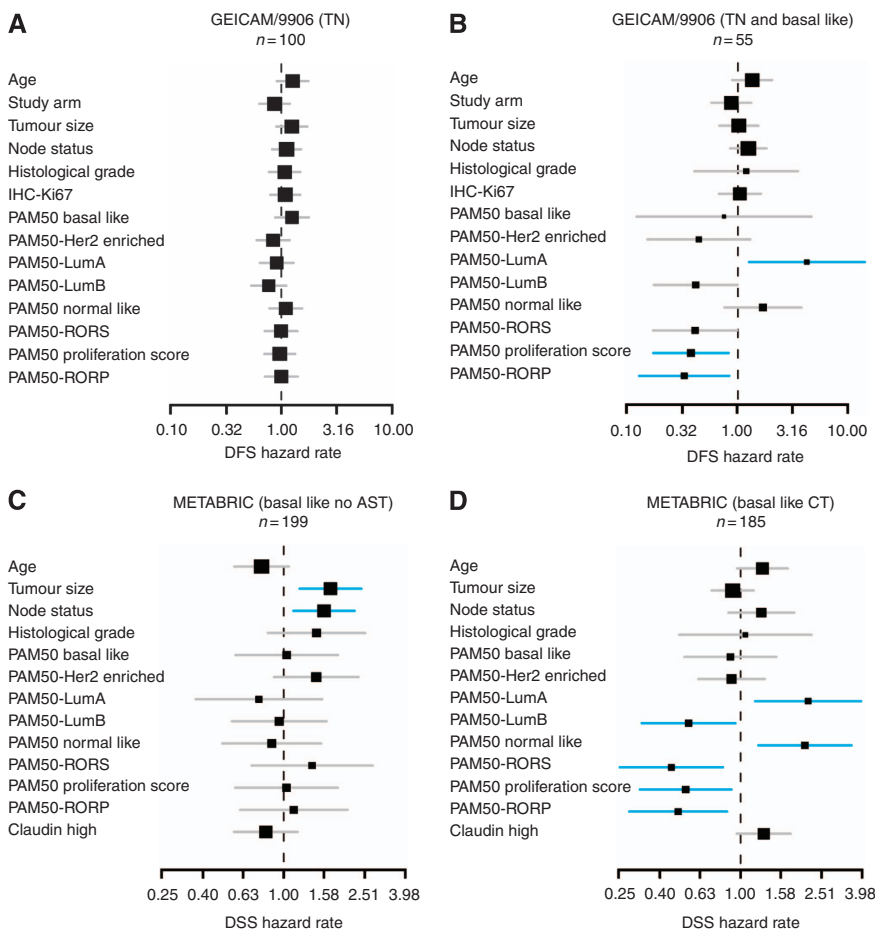 A
GEICAM/9906 (TN)
n=100
Age
Study arm
Tumour size
Node status
Histological grade
IHC-Ki67
PAM50 basal like
PAM50-Her2 enriched
PAM50-LumA
PAM50-LumB
PAM50 normal like
PAM50-RORS
PAM50 proliferation score
PAM50-RORP
0.10 0.32 1.00 3.16 10.00
DFS hazard rate
B
GEICAM/9906 (TN and basal like)
n=55
Age
Study arm
Tumour size
Node status
Histological grade
IHC-Ki67
PAM50 basal like
PAM50-Her2 enriched
PAM50-LumA
PAM50-LumB
PAM50 normal like
PAM50-RORS
PAM50 proliferation score
PAM50-RORP
0.10 0.32 1.00 3.16 10.00
DFS hazard rate
C
METABRIC (basal like no AST)
n=199
Age
Tumour size
Node status
Histological grade
PAM50 basal like
PAM50-Her2 enriched
PAM50-LumA
PAM50-LumB
PAM50 normal like
PAM50-RORS
PAM50 proliferation score
PAM50-RORP
Claudin high
0.25 0.40 0.63 1.00 1.58 2.51 3.98
DSS hazard rate
D
METABRIC (basal like CT)
n=185
Age
Tumour size
Node status
Histological grade
PAM50 basal like
PAM50-Her2 enriched
PAM50-LumA
PAM50-LumB
PAM50 normal like
PAM50-RORS
PAM50 proliferation score
PAM50-RORP
Claudin high
0.25 0.40 0.63 1.00 1.58 2.51 3.98
DSS hazard rate